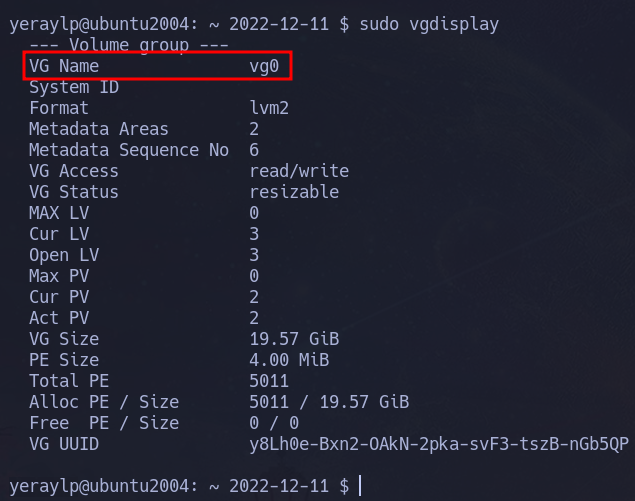 yeraylp@ubuntu2004: ~ 2022-12-11 $ sudo vgdisplay
--- Volume group ---
VG Name vg0
System ID
Format lvm2
Metadata Areas 2
Metadata Sequence No 6
VG Access read/write
VG Status resizable
MAX LV 0
Cur LV 3
Open LV 3
Max PV 0
Cur PV 2
Act PV 2
VG Size 19.57 GiB
PE Size 4.00 MiB
Total PE 5011
Alloc PE / Size 5011 / 19.57 GiB
Free  PE / Size 0 / 0
VG UUID y8Lh0e-Bxn2-OAkN-2pka-svF3-tszB-nGb5QP
yeraylp@ubuntu2004: ~ 2022-12-11 $